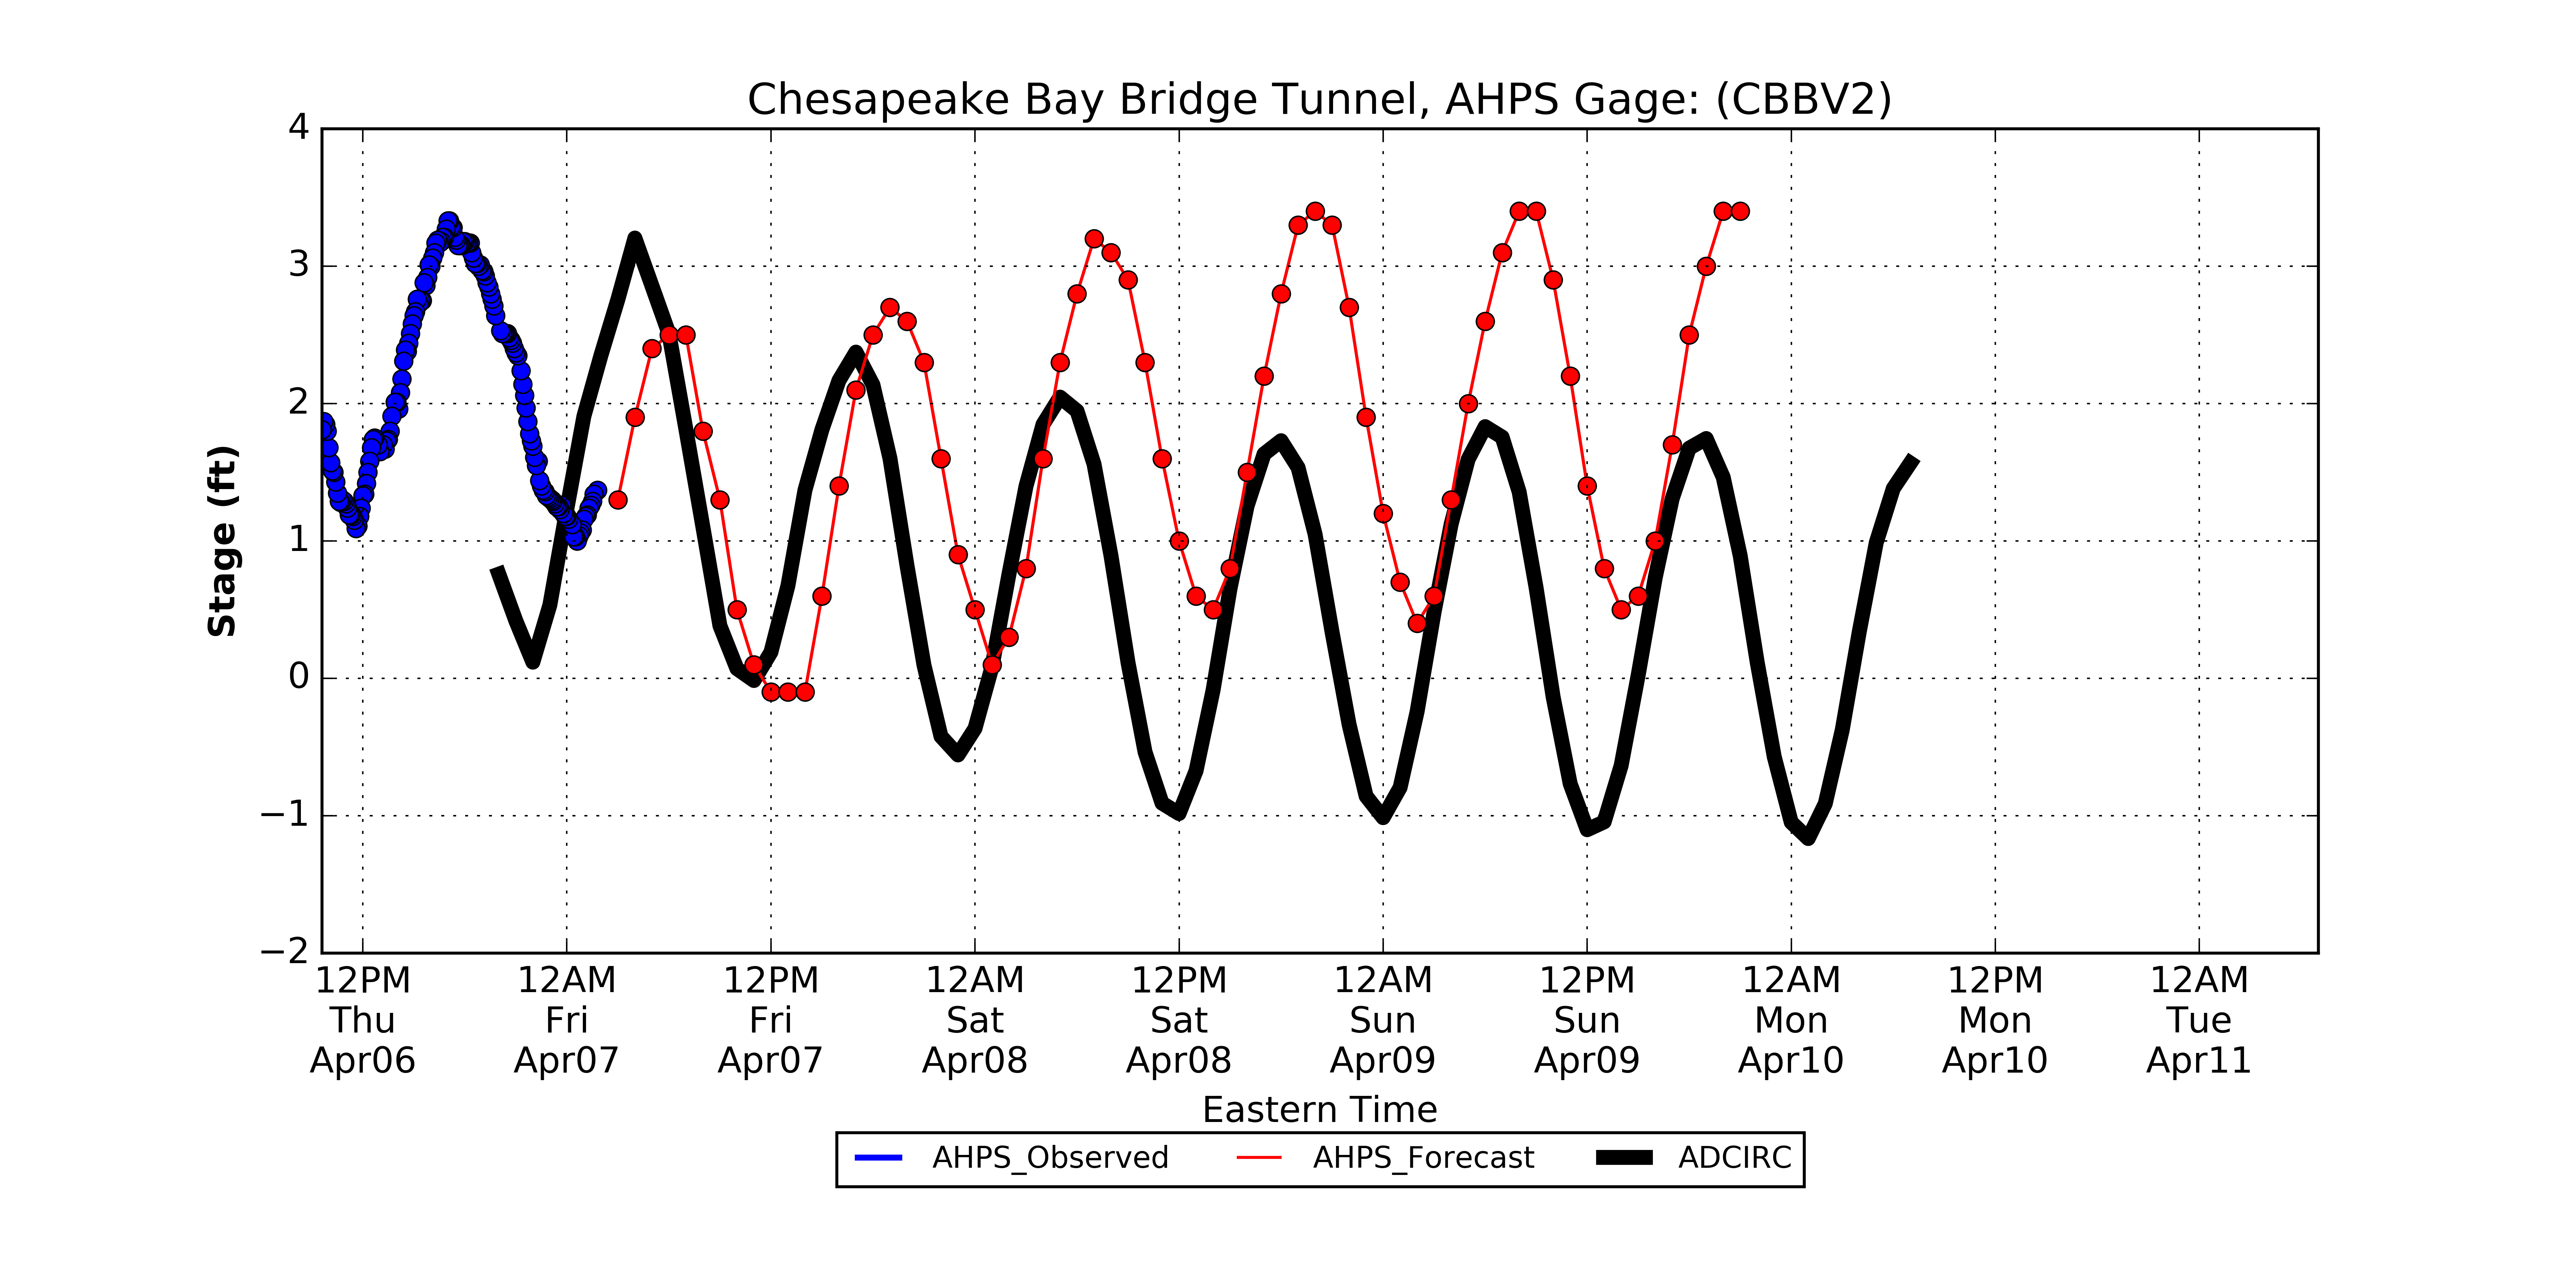 Chesapeake Bay Bridge Tunnel, AHPS Gage: (CBBV2)
4
3
2
1
0
−1
−2
Stage (ft)
12PM 12AM 12PM 12AM 12PM 12AM 12PM 12AM 12PM 12AM
Thu Fri Fri Sat Sat Sun Sun Mon Mon Tue
Apr06 Apr07 Apr07 Apr08 Apr08 Apr09 Apr09 Apr10 Apr10 Apr11
Eastern Time
AHPS_Observed AHPS_Forecast ADCIRC